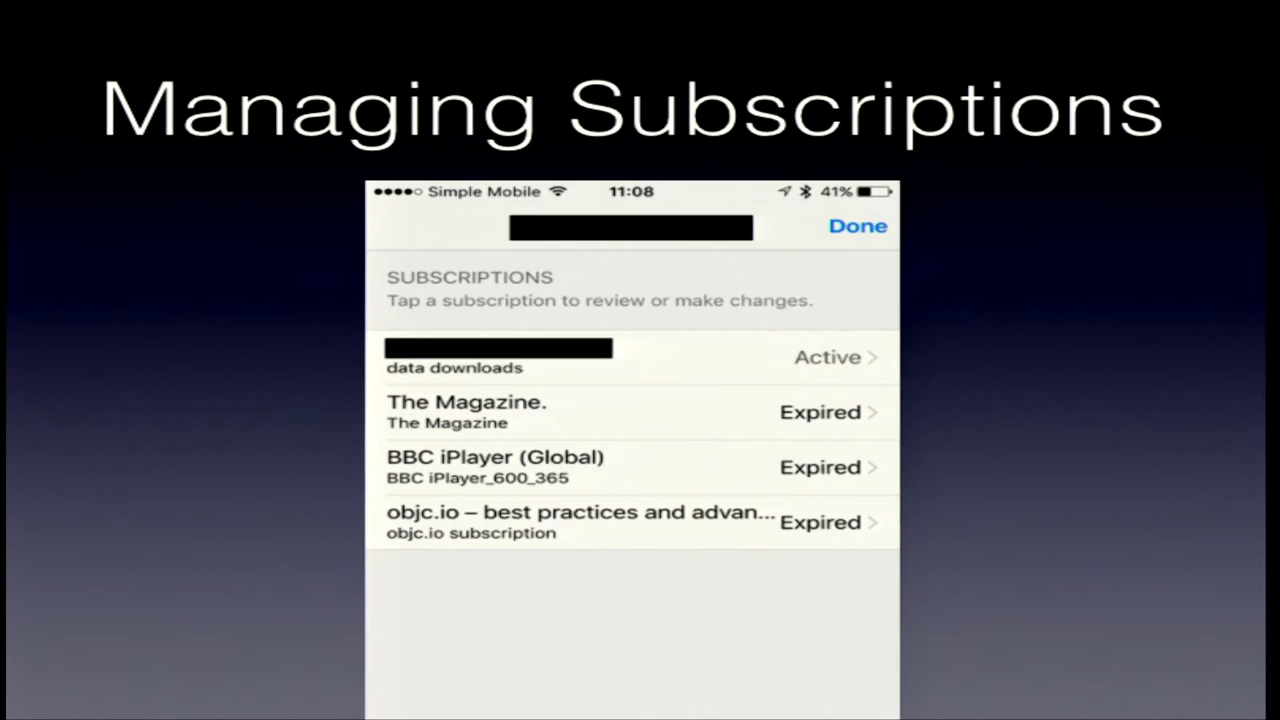 Managing Subscriptions
Simple Mobile 11:08 41%
Done
SUBSCRIPTIONS
Tap a subscription to review or make changes.
data downloads
Active
The Magazine.
The Magazine
Expired
BBC iPlayer (Global)
BBC iPlayer_600_365
Expired
objc.io – best practices and advan...
objc.io subscription
Expired